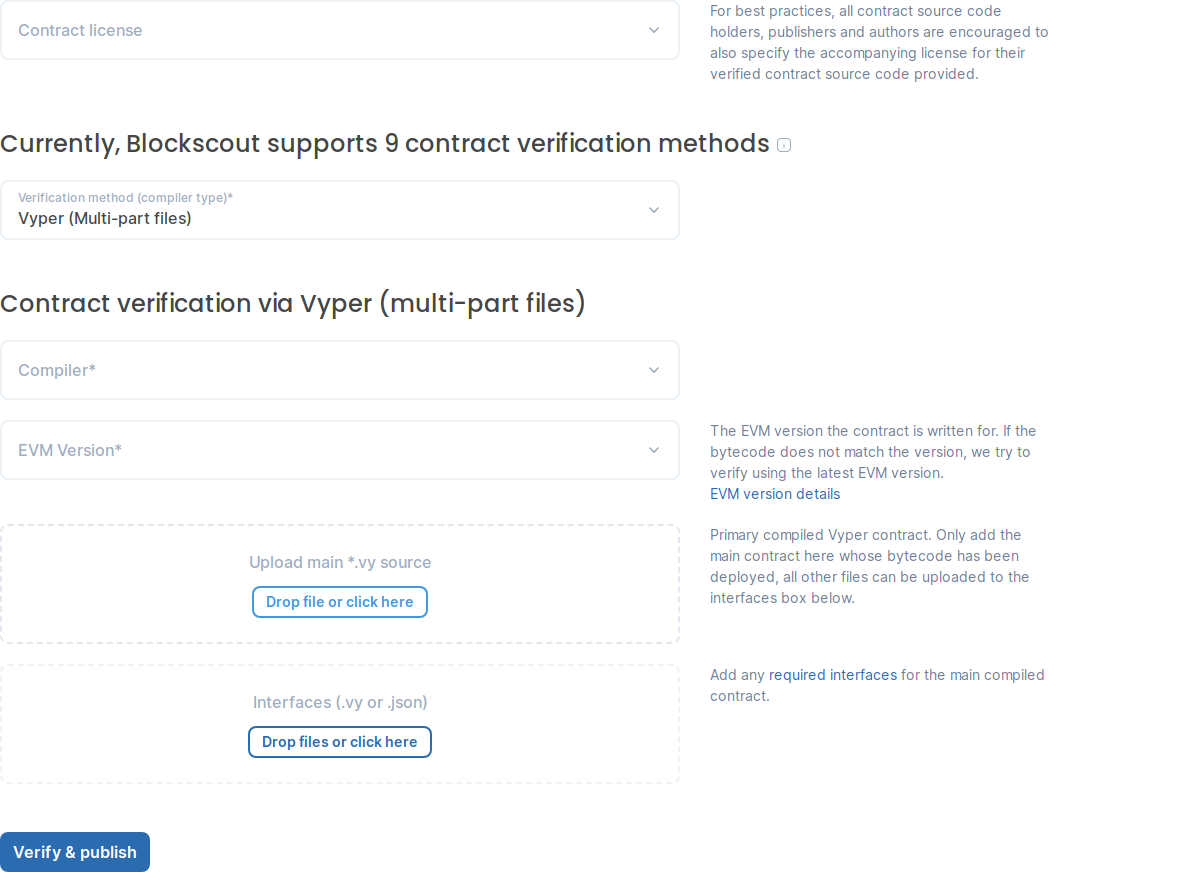 Contract license
For best practices, all contract source code
holders, publishers and authors are encouraged to
also specify the accompanying license for their
verified contract source code provided.
Currently, Blockscout supports 9 contract verification methods
Verification method (compiler type)*
Vyper (Multi-part files)
Contract verification via Vyper (multi-part files)
Compiler*
EVM Version*
The EVM version the contract is written for. If the
bytecode does not match the version, we try to
verify using the latest EVM version.
EVM version details
Upload main *.vy source
Drop file or click here
Primary compiled Vyper contract. Only add the
main contract here whose bytecode has been
deployed, all other files can be uploaded to the
interfaces box below.
Interfaces (.vy or .json)
Drop files or click here
Add any required interfaces for the main compiled
contract.
Verify & publish